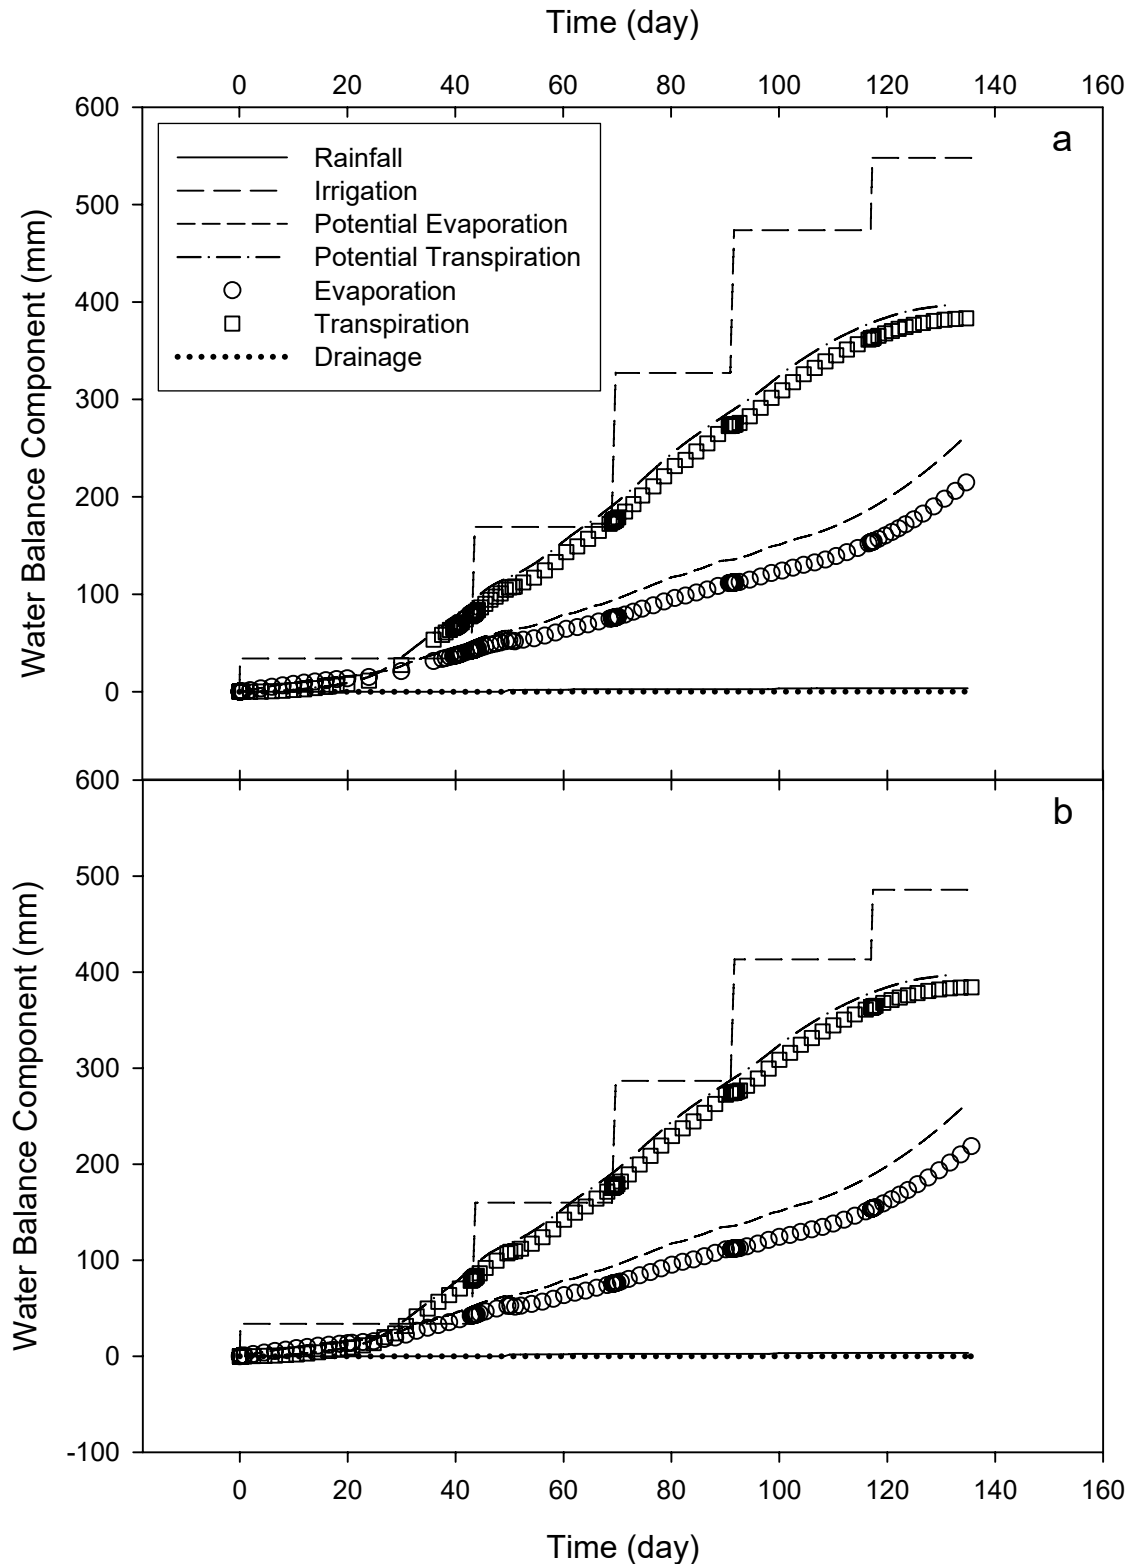 Time (day)
0 20 40 60 80 100 120 140 160
600
500
400
300
200
100
0
Water Balance Component (mm)
a
Rainfall
Irrigation
Potential Evaporation
Potential Transpiration
Evaporation
Transpiration
Drainage
600
500
400
300
200
100
0
-100
Water Balance Component (mm)
b
0 20 40 60 80 100 120 140 160
Time (day)